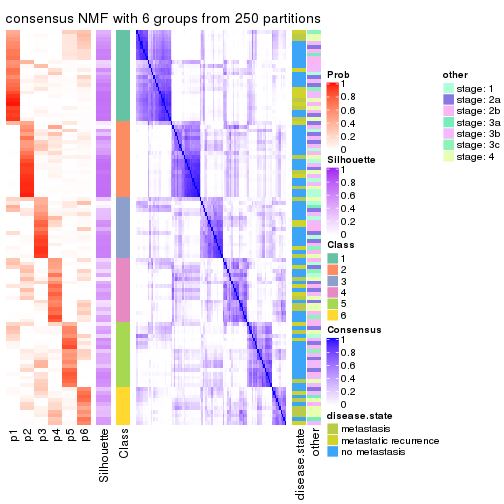 consensus NMF with 6 groups from 250 partitions
Prob
1
0.8
0.6
0.4
0.2
0
Silhouette
1
0.8
0.6
0.4
0.2
0
Class
1
2
3
4
5
6
Consensus
1
0.8
0.6
0.4
0.2
0
disease.state
metastasis
metastatic recurrence
no metastasis
other
stage: 1
stage: 2a
stage: 2b
stage: 3a
stage: 3b
stage: 3c
stage: 4
p1
p2
p3
p4
p5
p6
Silhouette
Class
disease.state
other